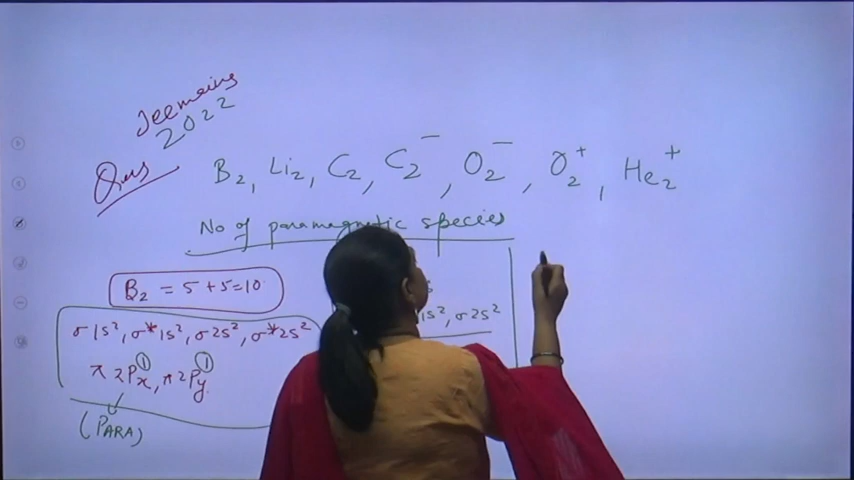 Jeemains
2022
Ques
B₂, Li₂, C₂, C₂⁻, O₂⁻, O₂⁺, He₂⁺
No of paramagnetic species
B₂ = 5+5=10
σ1s², σ*1s², σ2s², σ*2s²
π2Px¹, π2Py¹
(PARA)
1s², σ2s²